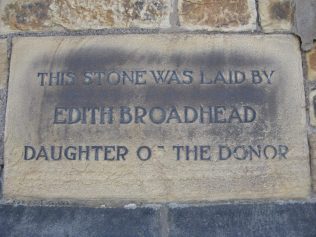 THIS STONE WAS LAID BY
EDITH BROADHEAD
DAUGHTER OF THE DONOR